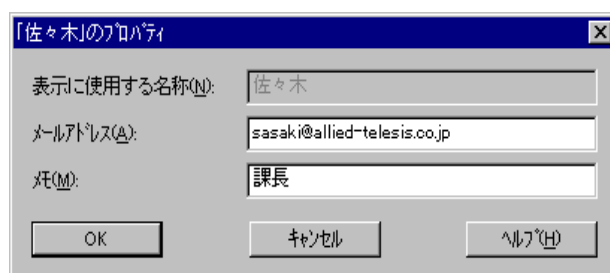 「佐々木」のﾌﾟﾛﾊﾟﾃｨ
表示に使用する名称(N): 佐々木
ﾒｰﾙｱﾄﾞﾚｽ(A): sasaki@allied-telesis.co.jp
ﾒﾓ(M): 課長
OK ｷｬﾝｾﾙ ﾍﾙﾌﾟ(H)